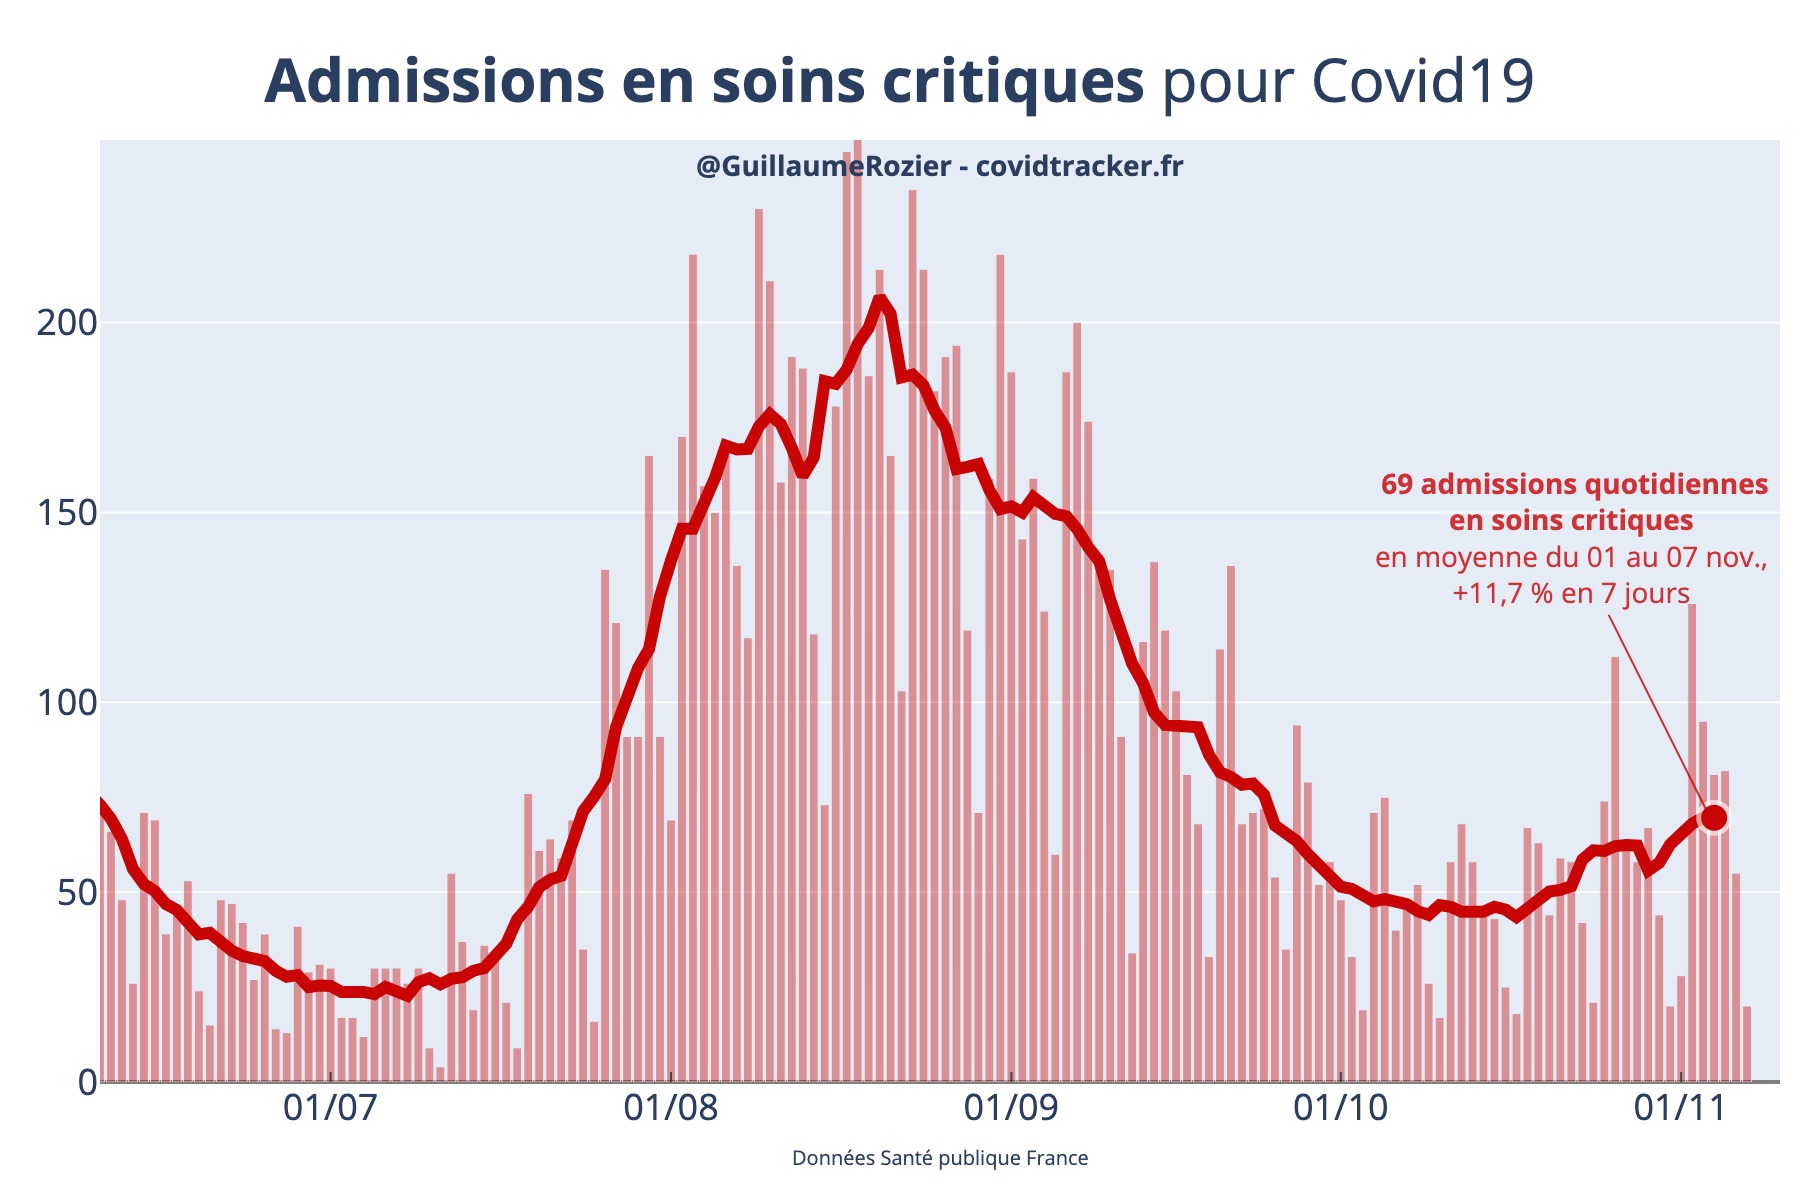 Admissions en soins critiques pour Covid19
@GuillaumeRozier - covidtracker.fr
200
150
100
50
0
69 admissions quotidiennes
en soins critiques
en moyenne du 01 au 07 nov.,
+11,7 % en 7 jours
01/07
01/08
01/09
01/10
01/11
Données Santé publique France